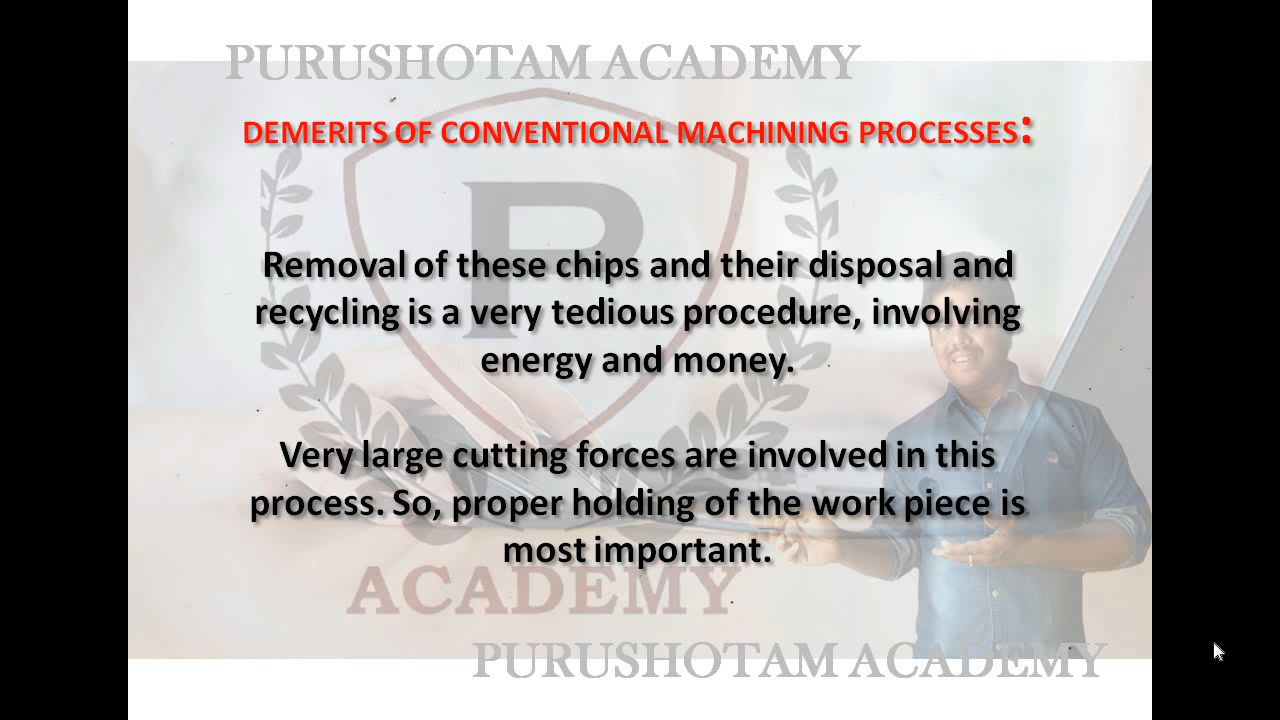 PURUSHOTAM ACADEMY
DEMERITS OF CONVENTIONAL MACHINING PROCESSES:
P
Removal of these chips and their disposal and
recycling is a very tedious procedure, involving
energy and money.
Very large cutting forces are involved in this
process. So, proper holding of the work piece is
most important.
ACADEMY
PURUSHOTAM ACADEMY